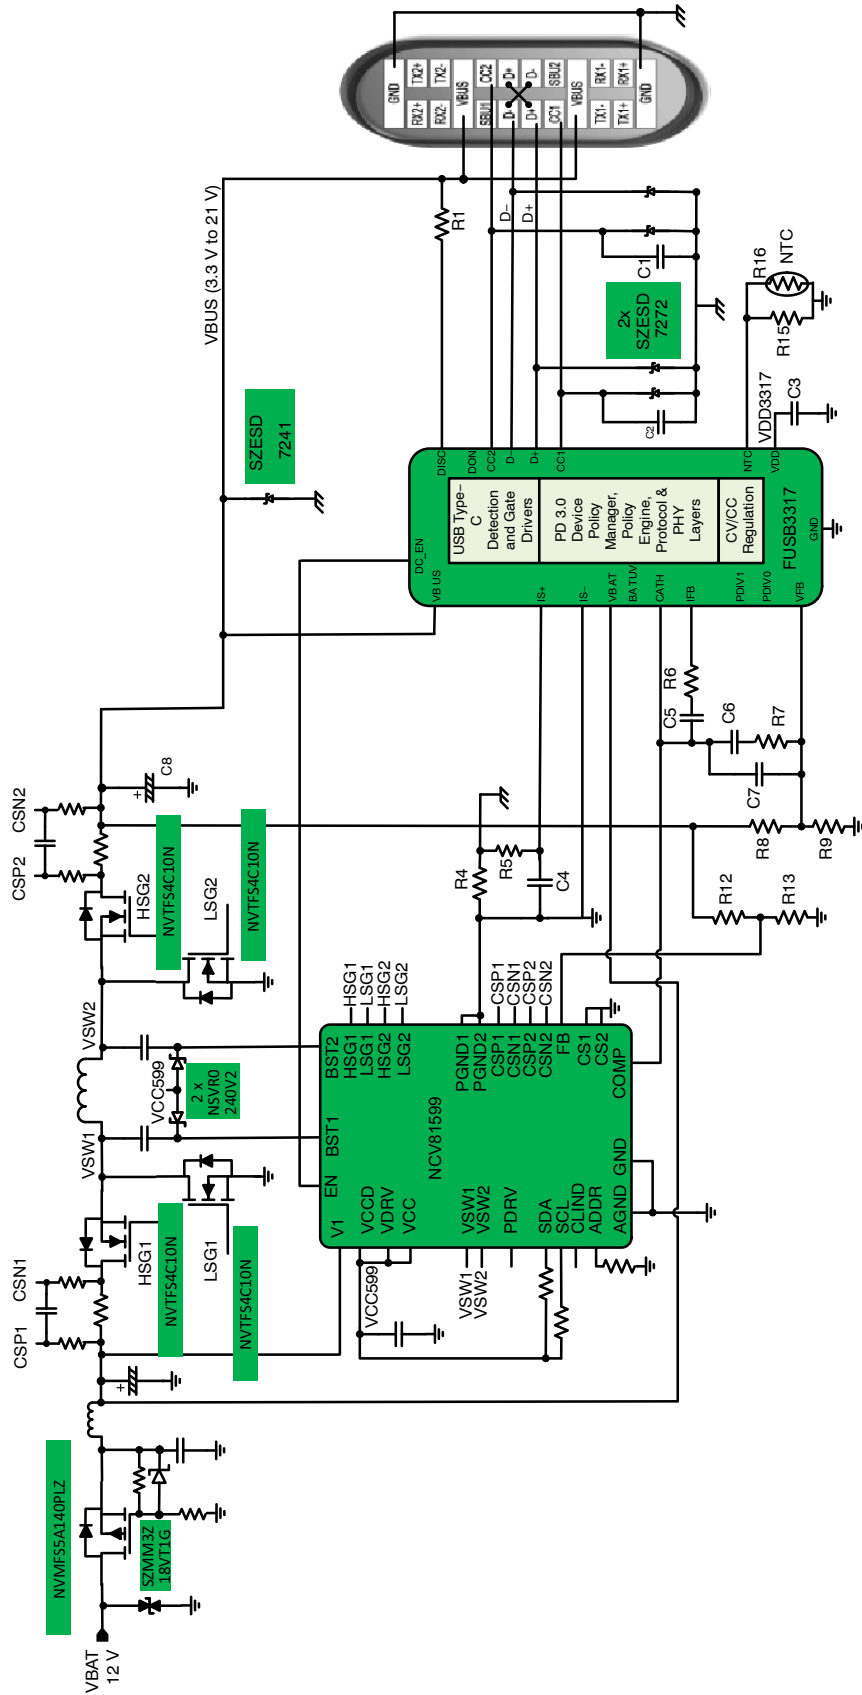 VBAT
12 V
NVMFS5A140PLZ
SZMM3Z
18VT1G
CSP1
CSN1
HSG1
NVTFS4C10N
LSG1
NVTFS4C10N
VSW1
VSW2
VCC599
2 x
NSVR0
240V2
HSG2
NVTFS4C10N
LSG2
NVTFS4C10N
CSP2
CSN2
+
+
C8
VBUS (3.3 V to 21 V)
SZESD
7241
NCV81599
V1
EN
BST1
BST2
VCCD
VDRV
VCC
VCC599
VSW1
VSW2
VSW1
VSW2
PDRV
SDA
SCL
CLIND
ADDR
AGND
GND
COMP
HSG1
LSG1
HSG2
LSG2
HSG1
LSG1
HSG2
LSG2
PGND1
PGND2
CSP1
CSN1
CSP2
CSN2
CSP1
CSN1
CSP2
CSN2
FB
CS1
CS2
R4
R5
C4
R12
R13
R8
R9
C7
C6
R7
C5
R6
DC_EN
VB US
IS+
IS−
VB AT
BA TUV
CATH
IFB
PDIV1
PDIV0
VFB
USB Type−
C
Detection
and Gate
Drivers
PD 3.0
Device
Policy
Manager,
Policy
Engine,
Protocol &
PHY
Layers
CV/CC
Regulation
FUSB3317
GND
DISC
DON
CC2
D−
D+
CC1
NTC
VDD
VDD3317
C3
R15
R16
NTC
R1
D−
D+
C1
C2
2x
SZESD
7272
GND
RX2+
TX2+
RX2-
TX2-
VBUS
SBU1
CC2
D-
D+
D+
D-
CC1
SBU2
VBUS
TX1-
RX1-
TX1+
RX1+
GND